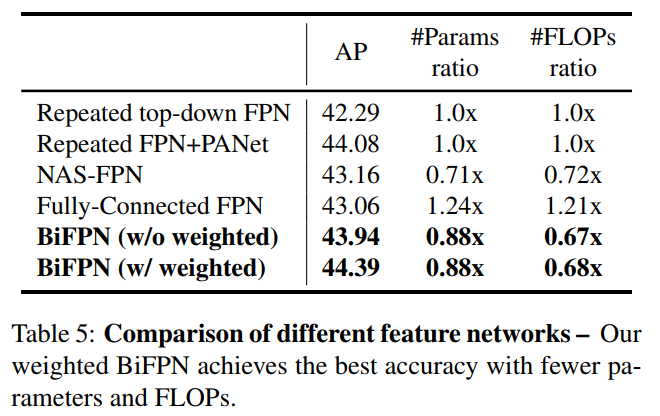 AP #Params ratio #FLOPs ratio
Repeated top-down FPN 42.29 1.0x 1.0x
Repeated FPN+PANet 44.08 1.0x 1.0x
NAS-FPN 43.16 0.71x 0.72x
Fully-Connected FPN 43.06 1.24x 1.21x
BiFPN (w/o weighted) 43.94 0.88x 0.67x
BiFPN (w/ weighted) 44.39 0.88x 0.68x
Table 5: Comparison of different feature networks – Our
weighted BiFPN achieves the best accuracy with fewer pa-
rameters and FLOPs.